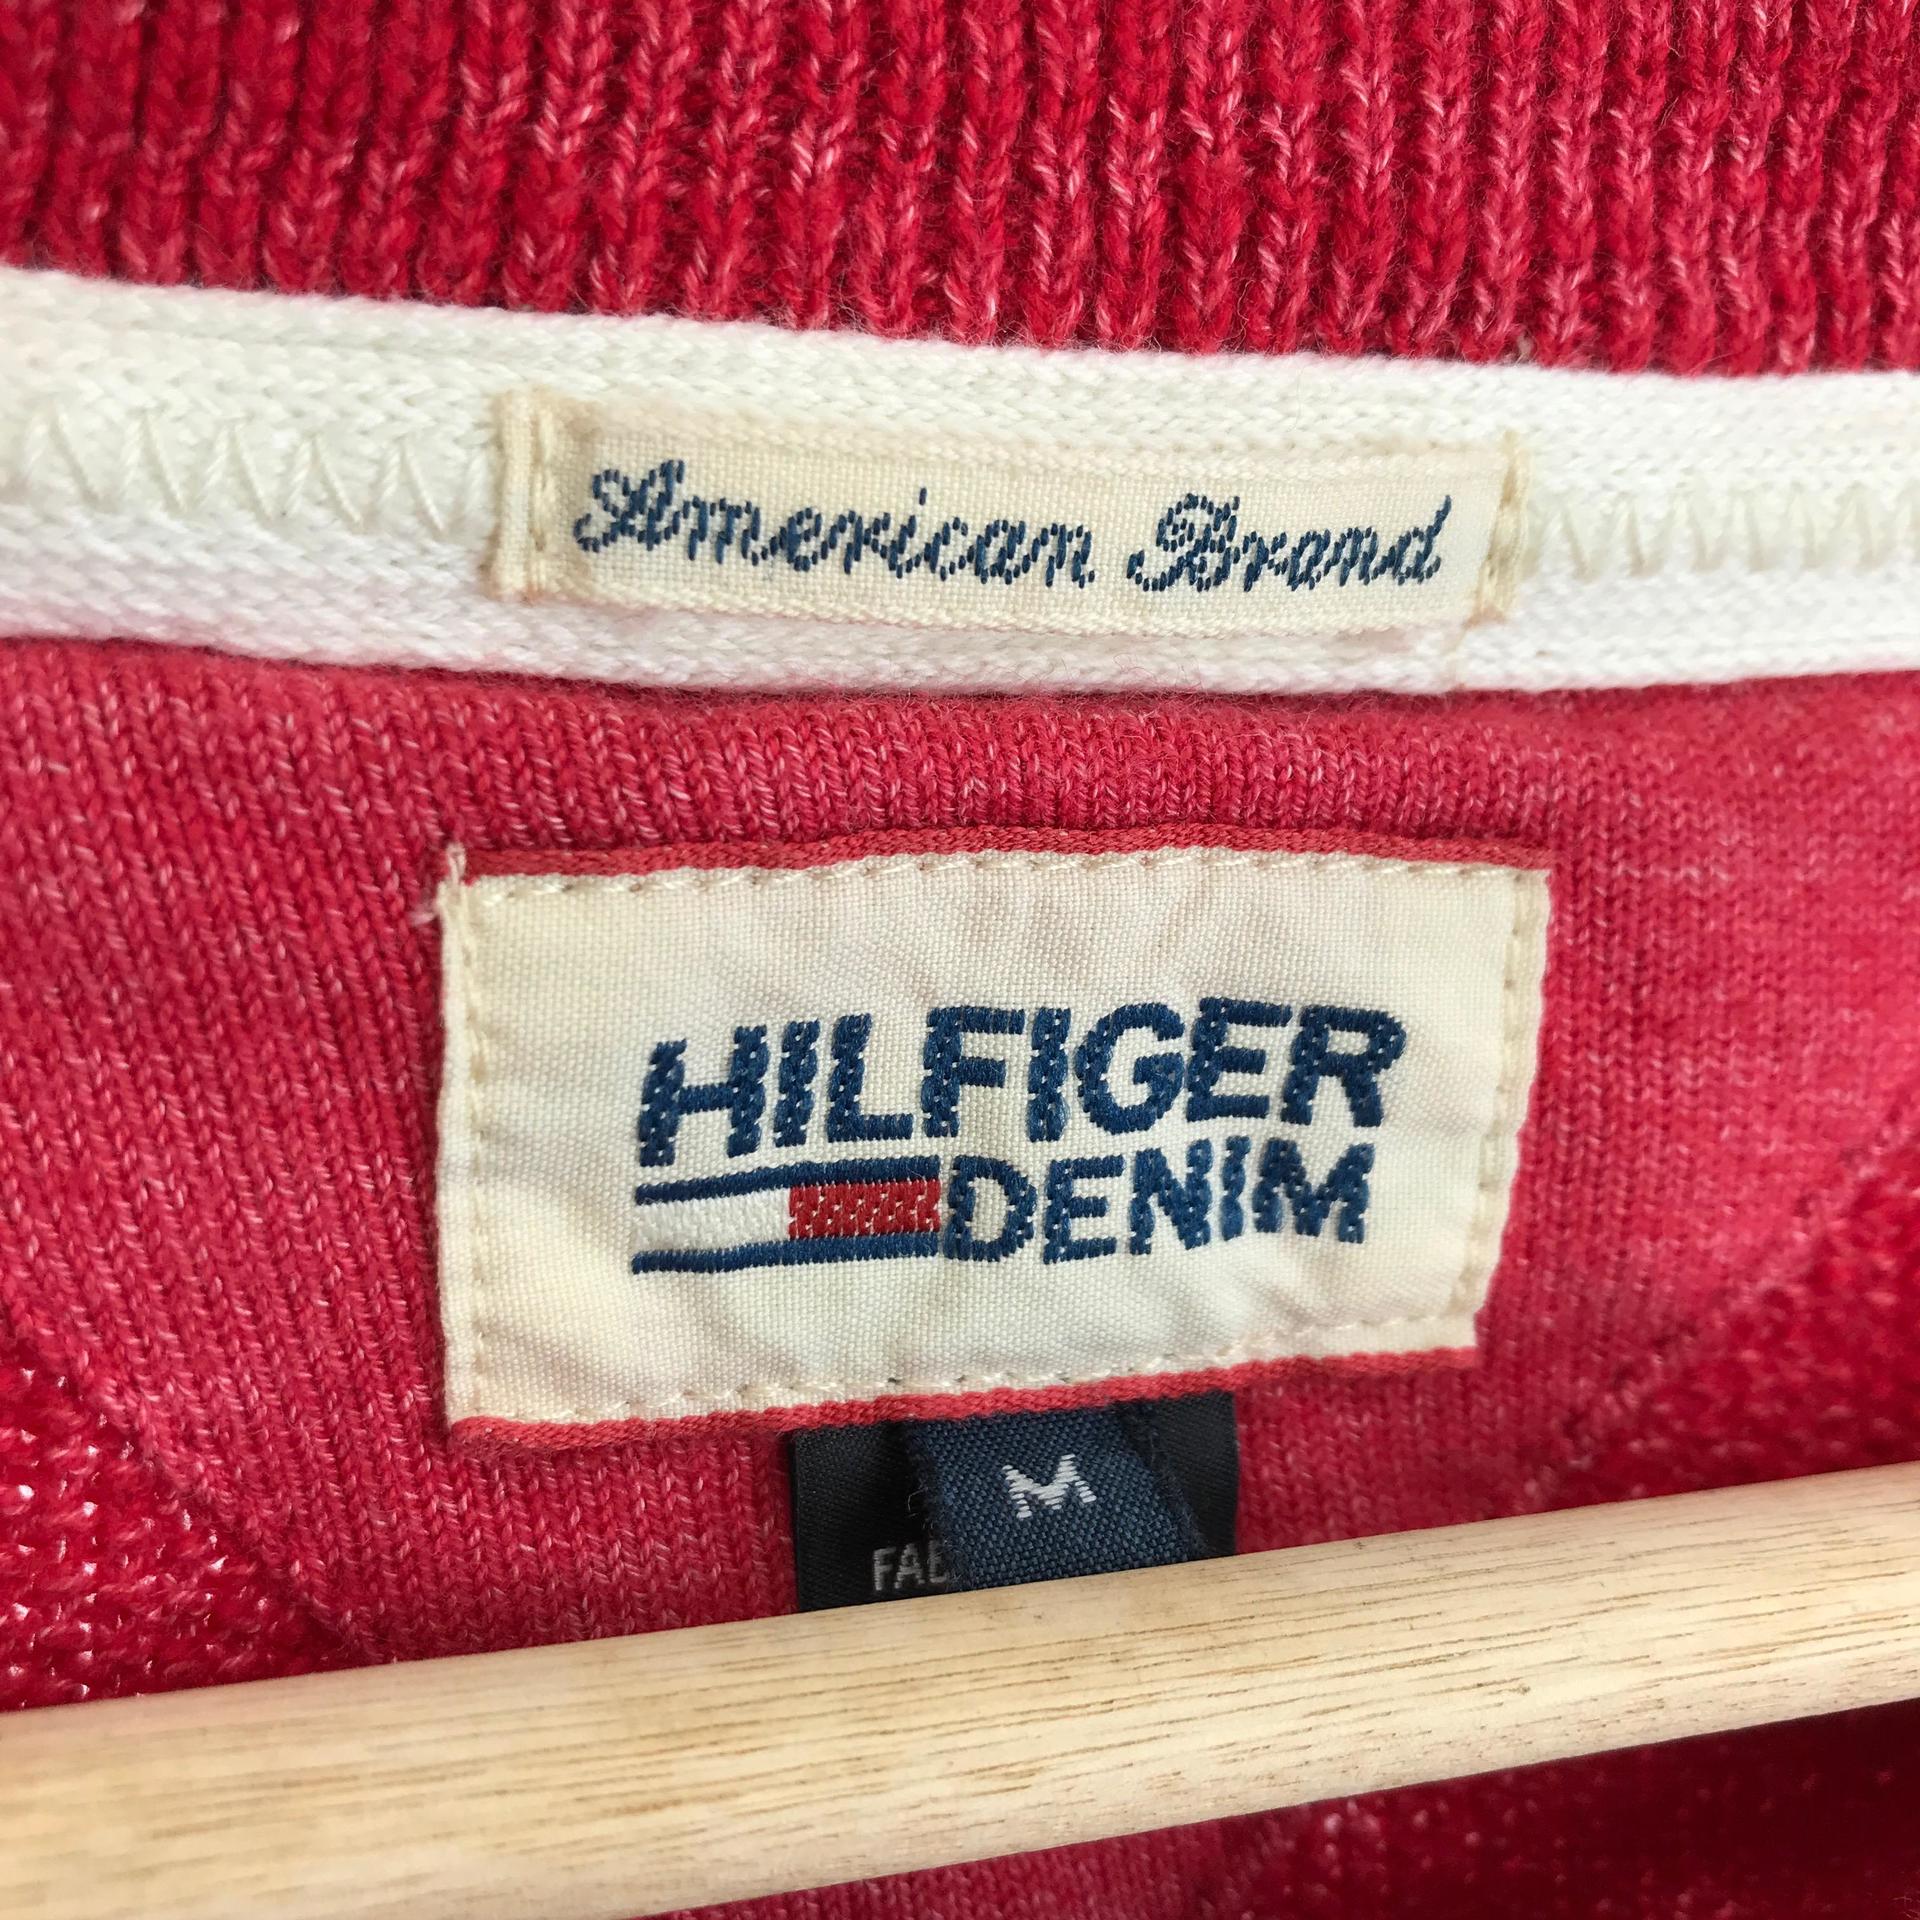 American Brand
HILFIGER
DENIM
M